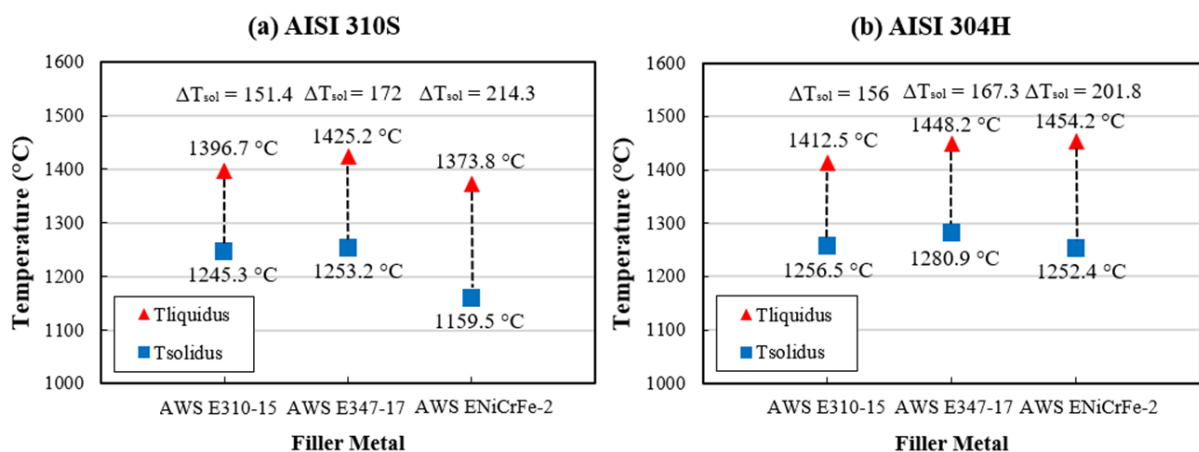 (a) AISI 310S
1600
1500
1400
1300
1200
1100
1000
Temperature (°C)
ΔTsol = 151.4
ΔTsol = 172
ΔTsol = 214.3
1396.7 °C
1425.2 °C
1373.8 °C
1245.3 °C
1253.2 °C
1159.5 °C
Tliquidus
Tsolidus
AWS E310-15
AWS E347-17
AWS ENiCrFe-2
Filler Metal
(b) AISI 304H
1600
1500
1400
1300
1200
1100
1000
Temperature (°C)
ΔTsol = 156
ΔTsol = 167.3
ΔTsol = 201.8
1412.5 °C
1448.2 °C
1454.2 °C
1256.5 °C
1280.9 °C
1252.4 °C
Tliquidus
Tsolidus
AWS E310-15
AWS E347-17
AWS ENiCrFe-2
Filler Metal